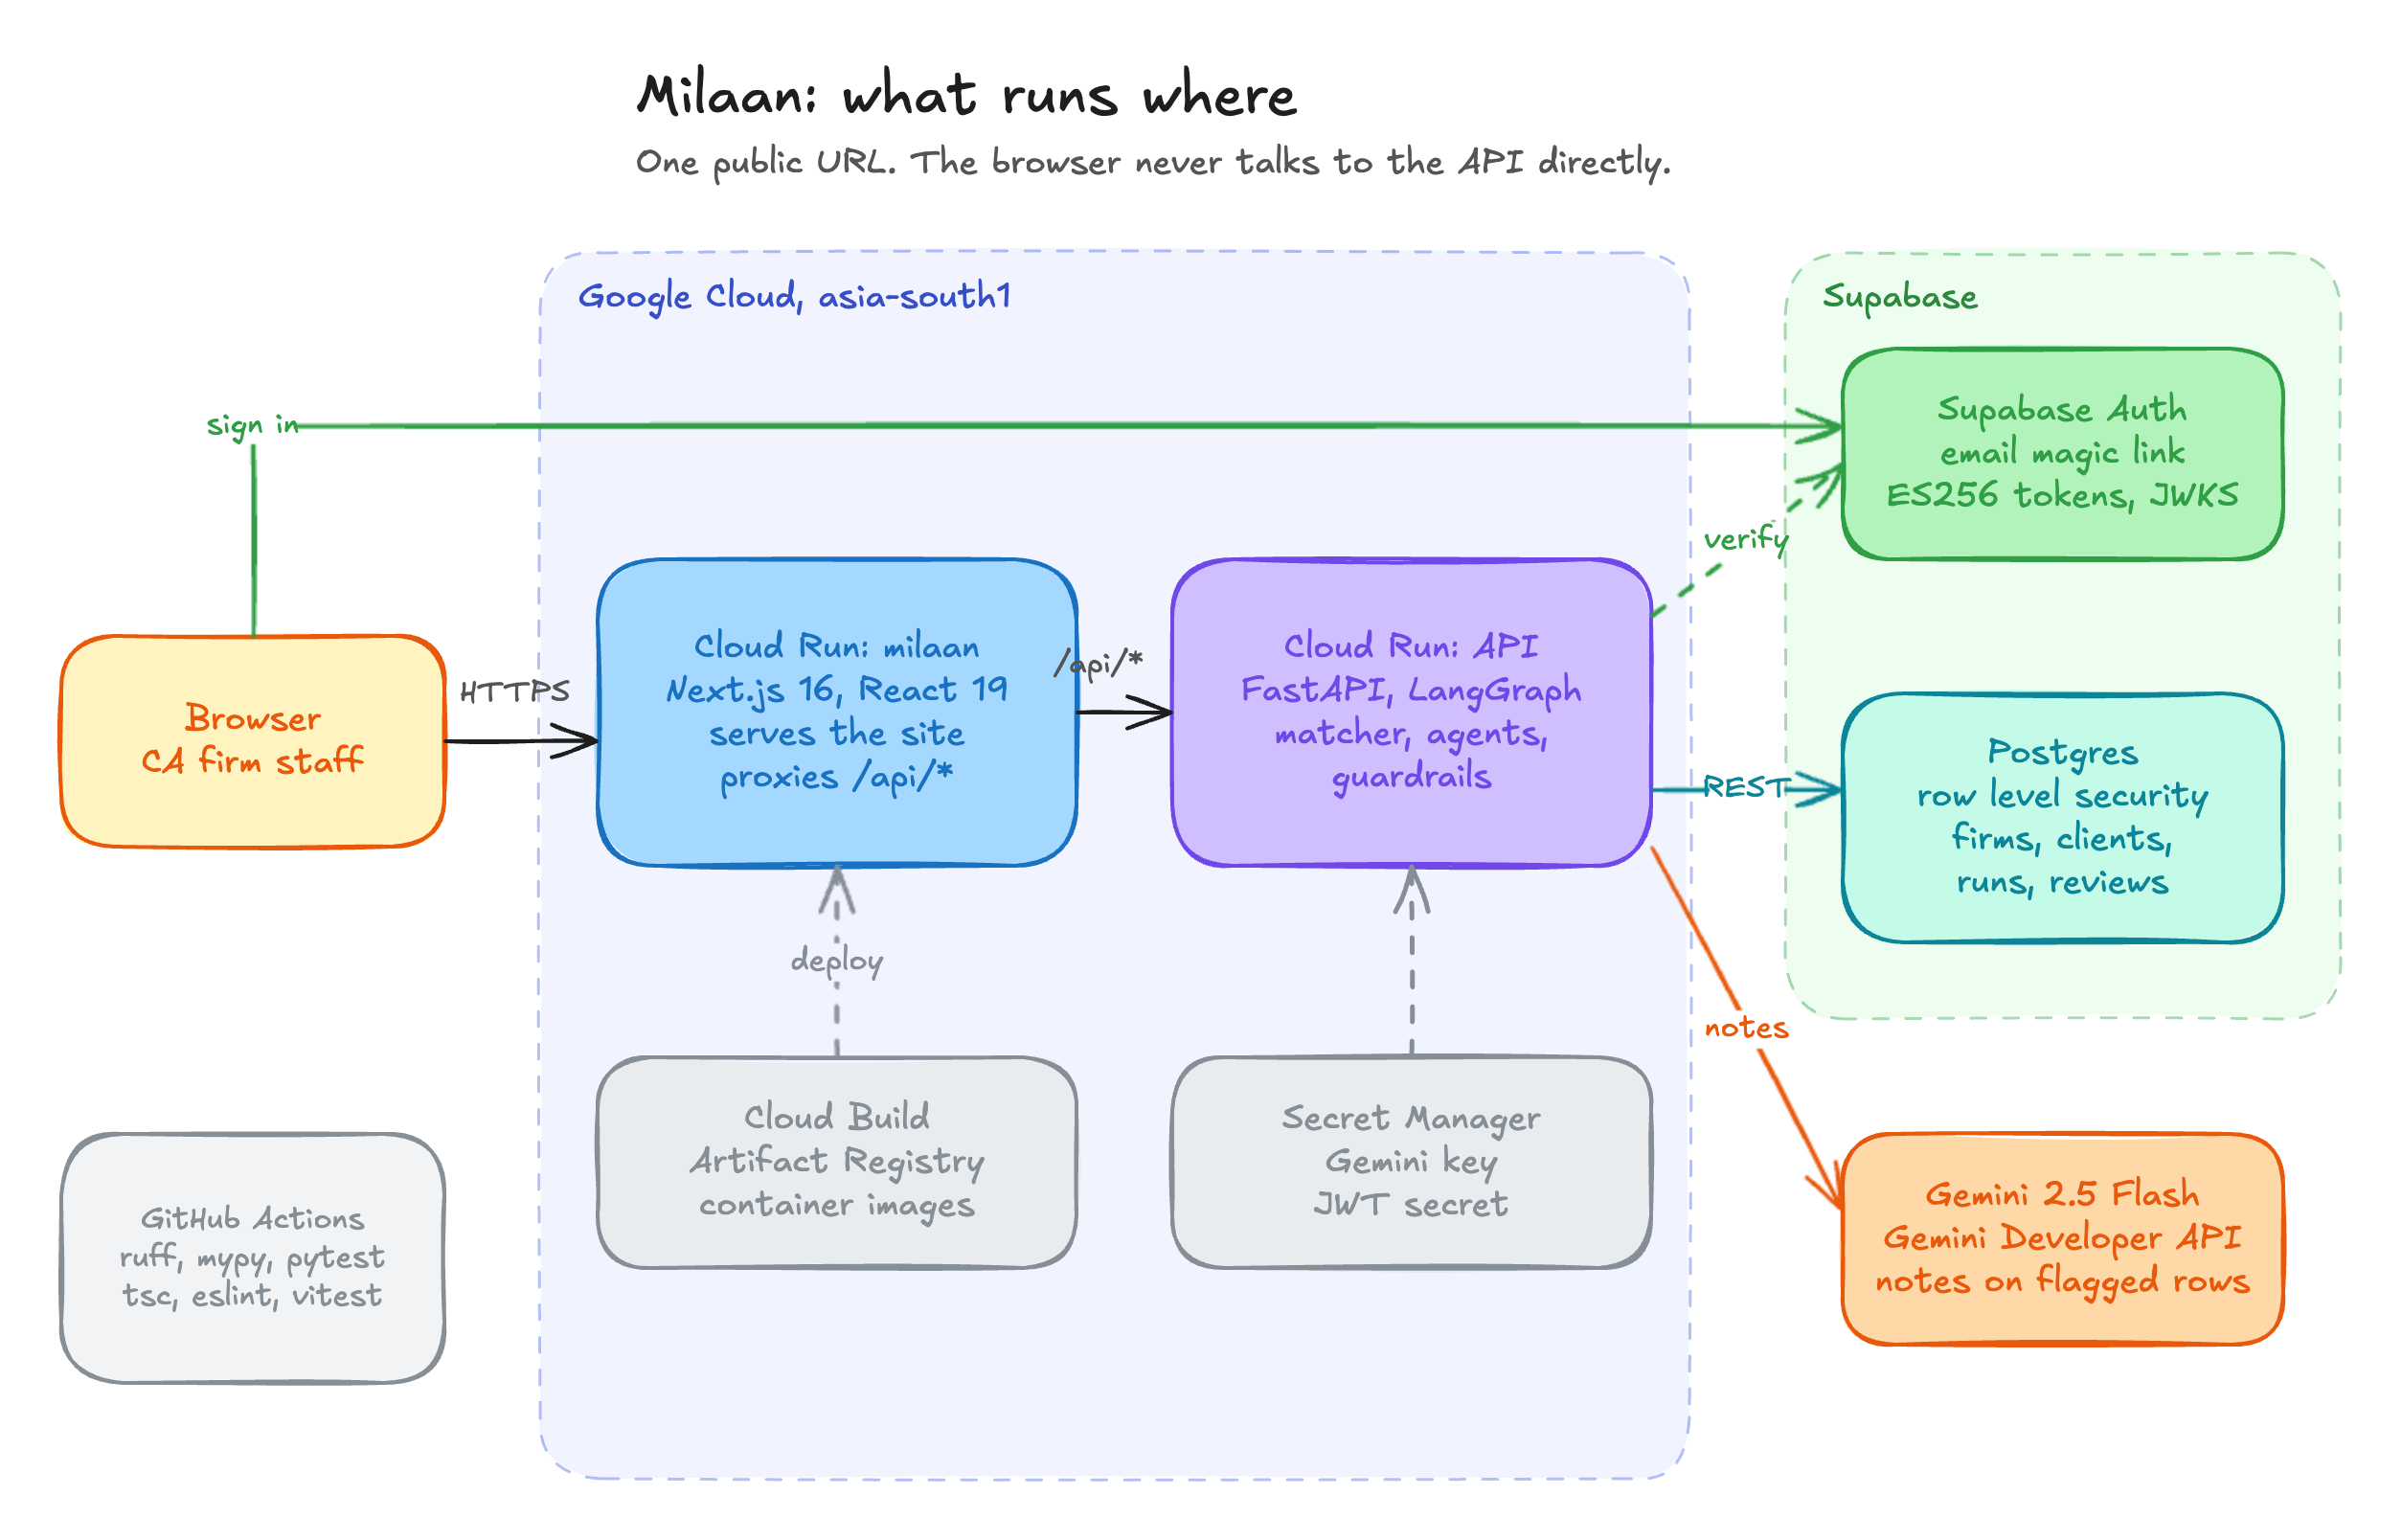 Milaan: what runs where
One public URL. The browser never talks to the API directly.
Google Cloud, asia-south1
Supabase
sign in
Supabase Auth
email magic link
ES256 tokens, JWKS
verify
Browser
CA firm staff
HTTPS
Cloud Run: milaan
Next.js 16, React 19
serves the site
proxies /api/*
/api/*
Cloud Run: API
FastAPI, LangGraph
matcher, agents,
guardrails
REST
Postgres
row level security
firms, clients,
runs, reviews
deploy
notes
GitHub Actions
ruff, mypy, pytest
tsc, eslint, vitest
Cloud Build
Artifact Registry
container images
Secret Manager
Gemini key
JWT secret
Gemini 2.5 Flash
Gemini Developer API
notes on flagged rows